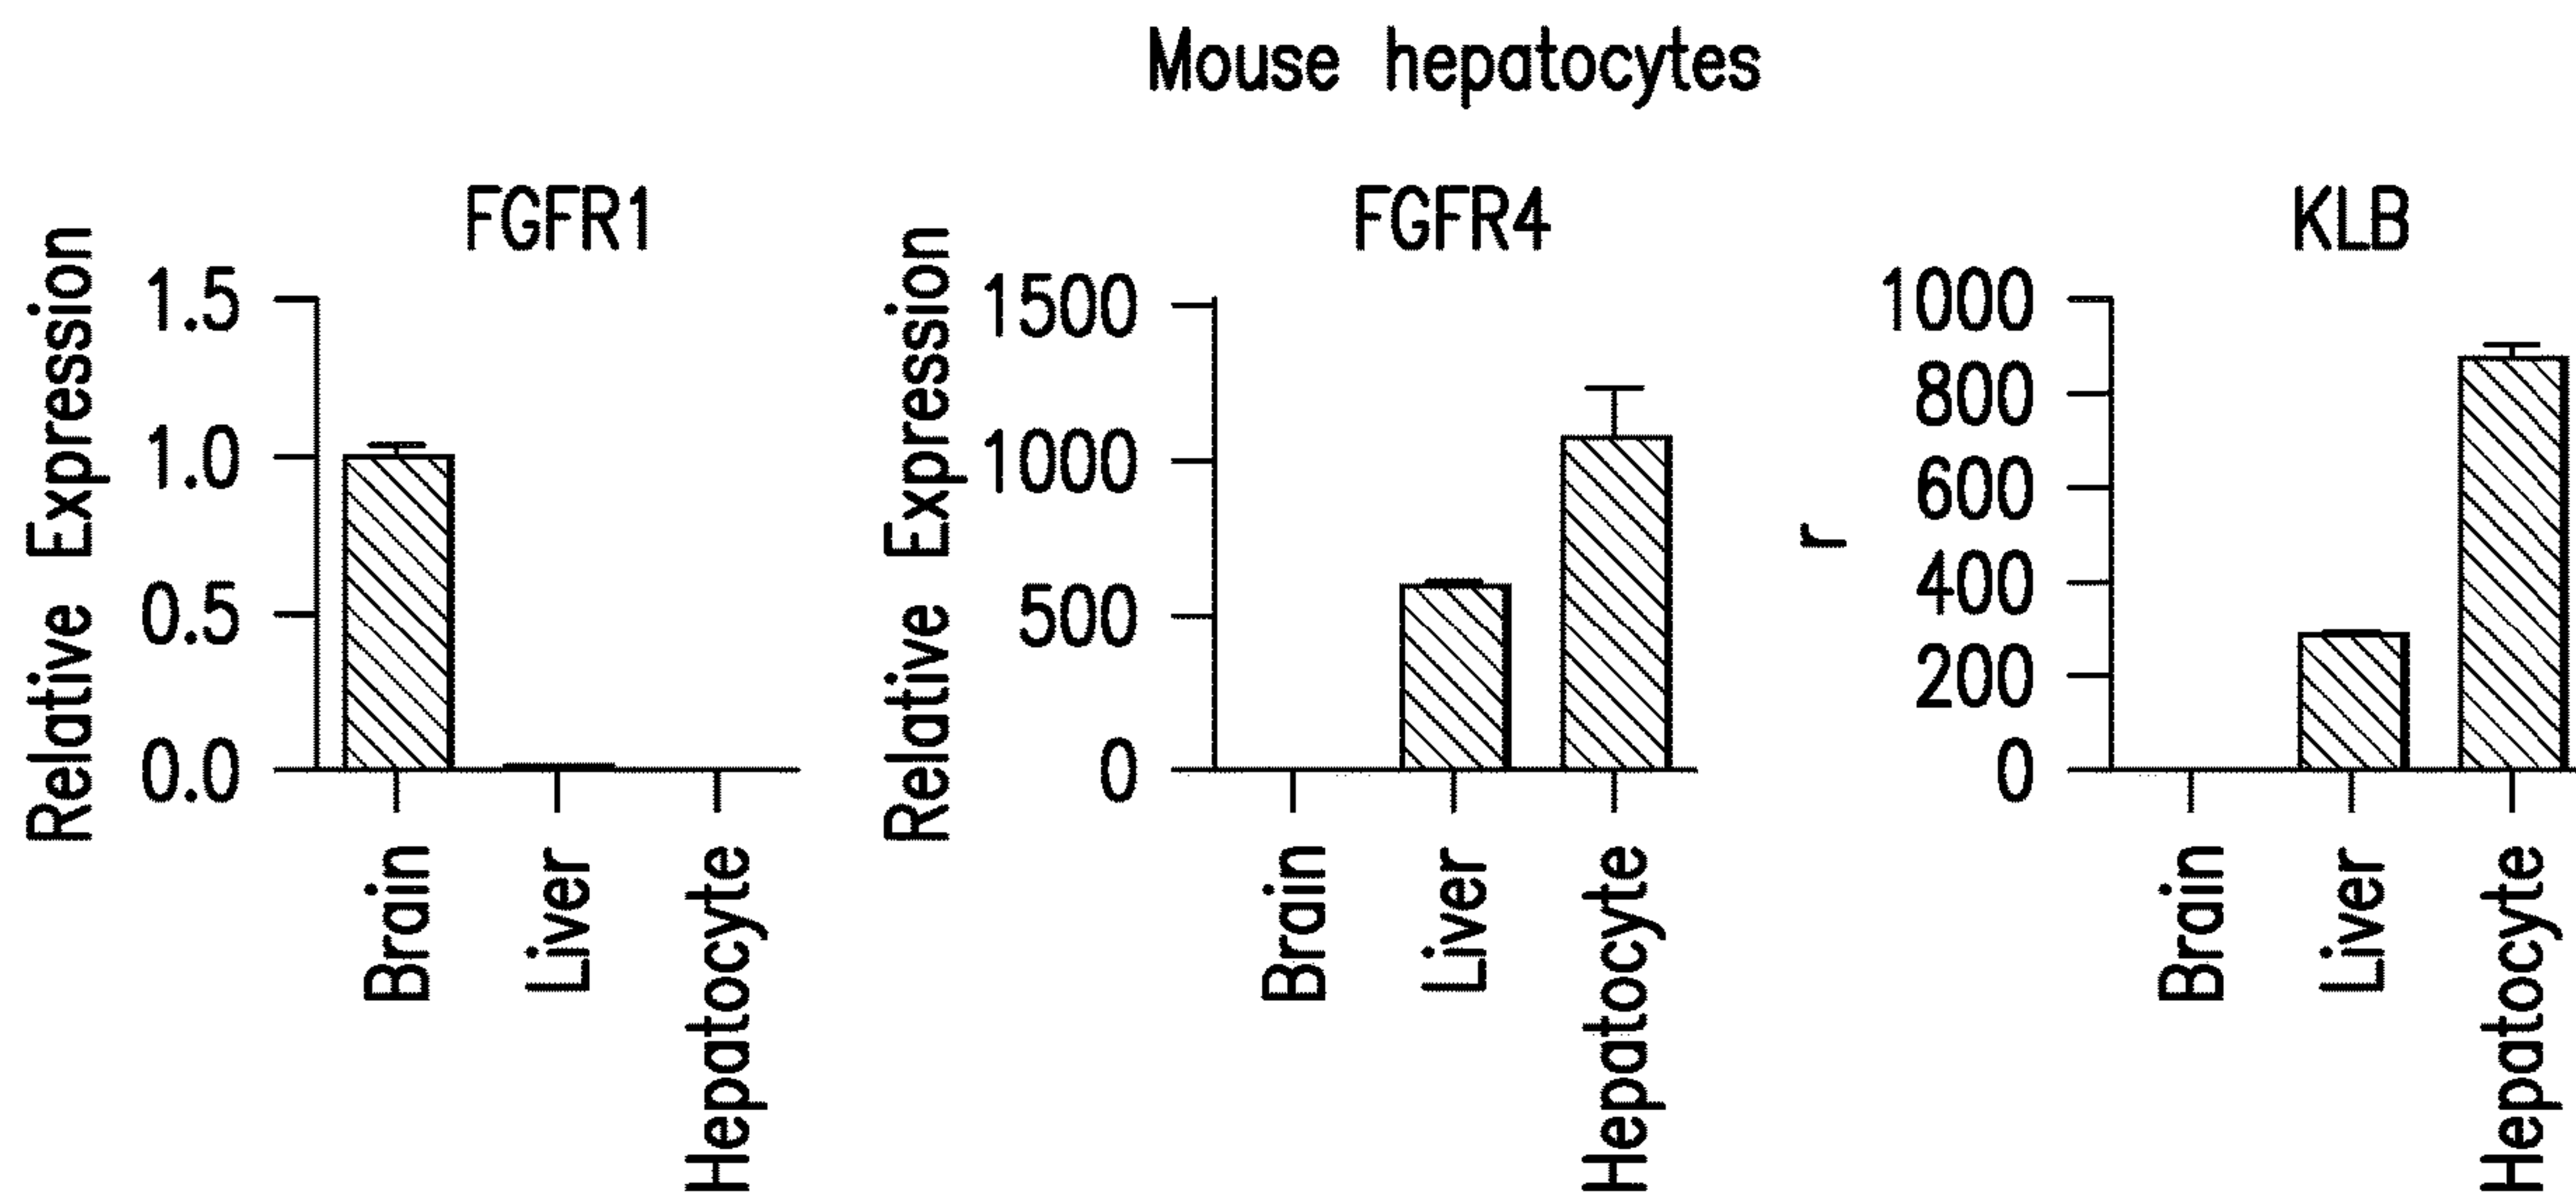 Mouse hepatocytes
FGFR1
Relative Expression
1.5
1.0
0.5
0.0
Brain
Liver
Hepatocyte
FGFR4
Relative Expression
1500
1000
500
0
Brain
Liver
Hepatocyte
KLB
r
1000
800
600
400
200
0
Brain
Liver
Hepatocyte